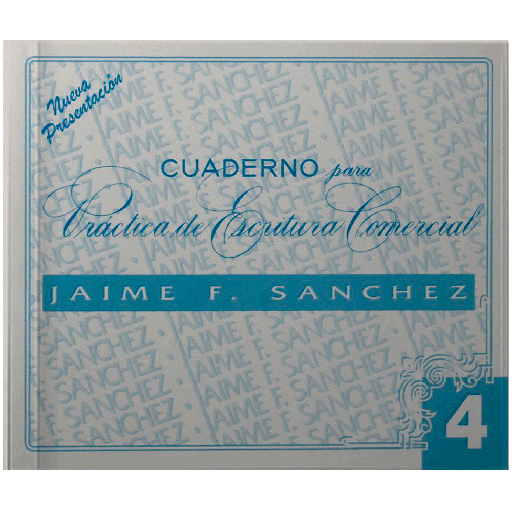 Nueva
Presentación
CUADERNO para
Práctica de Escritura Comercial
JAIME F. SANCHEZ
4